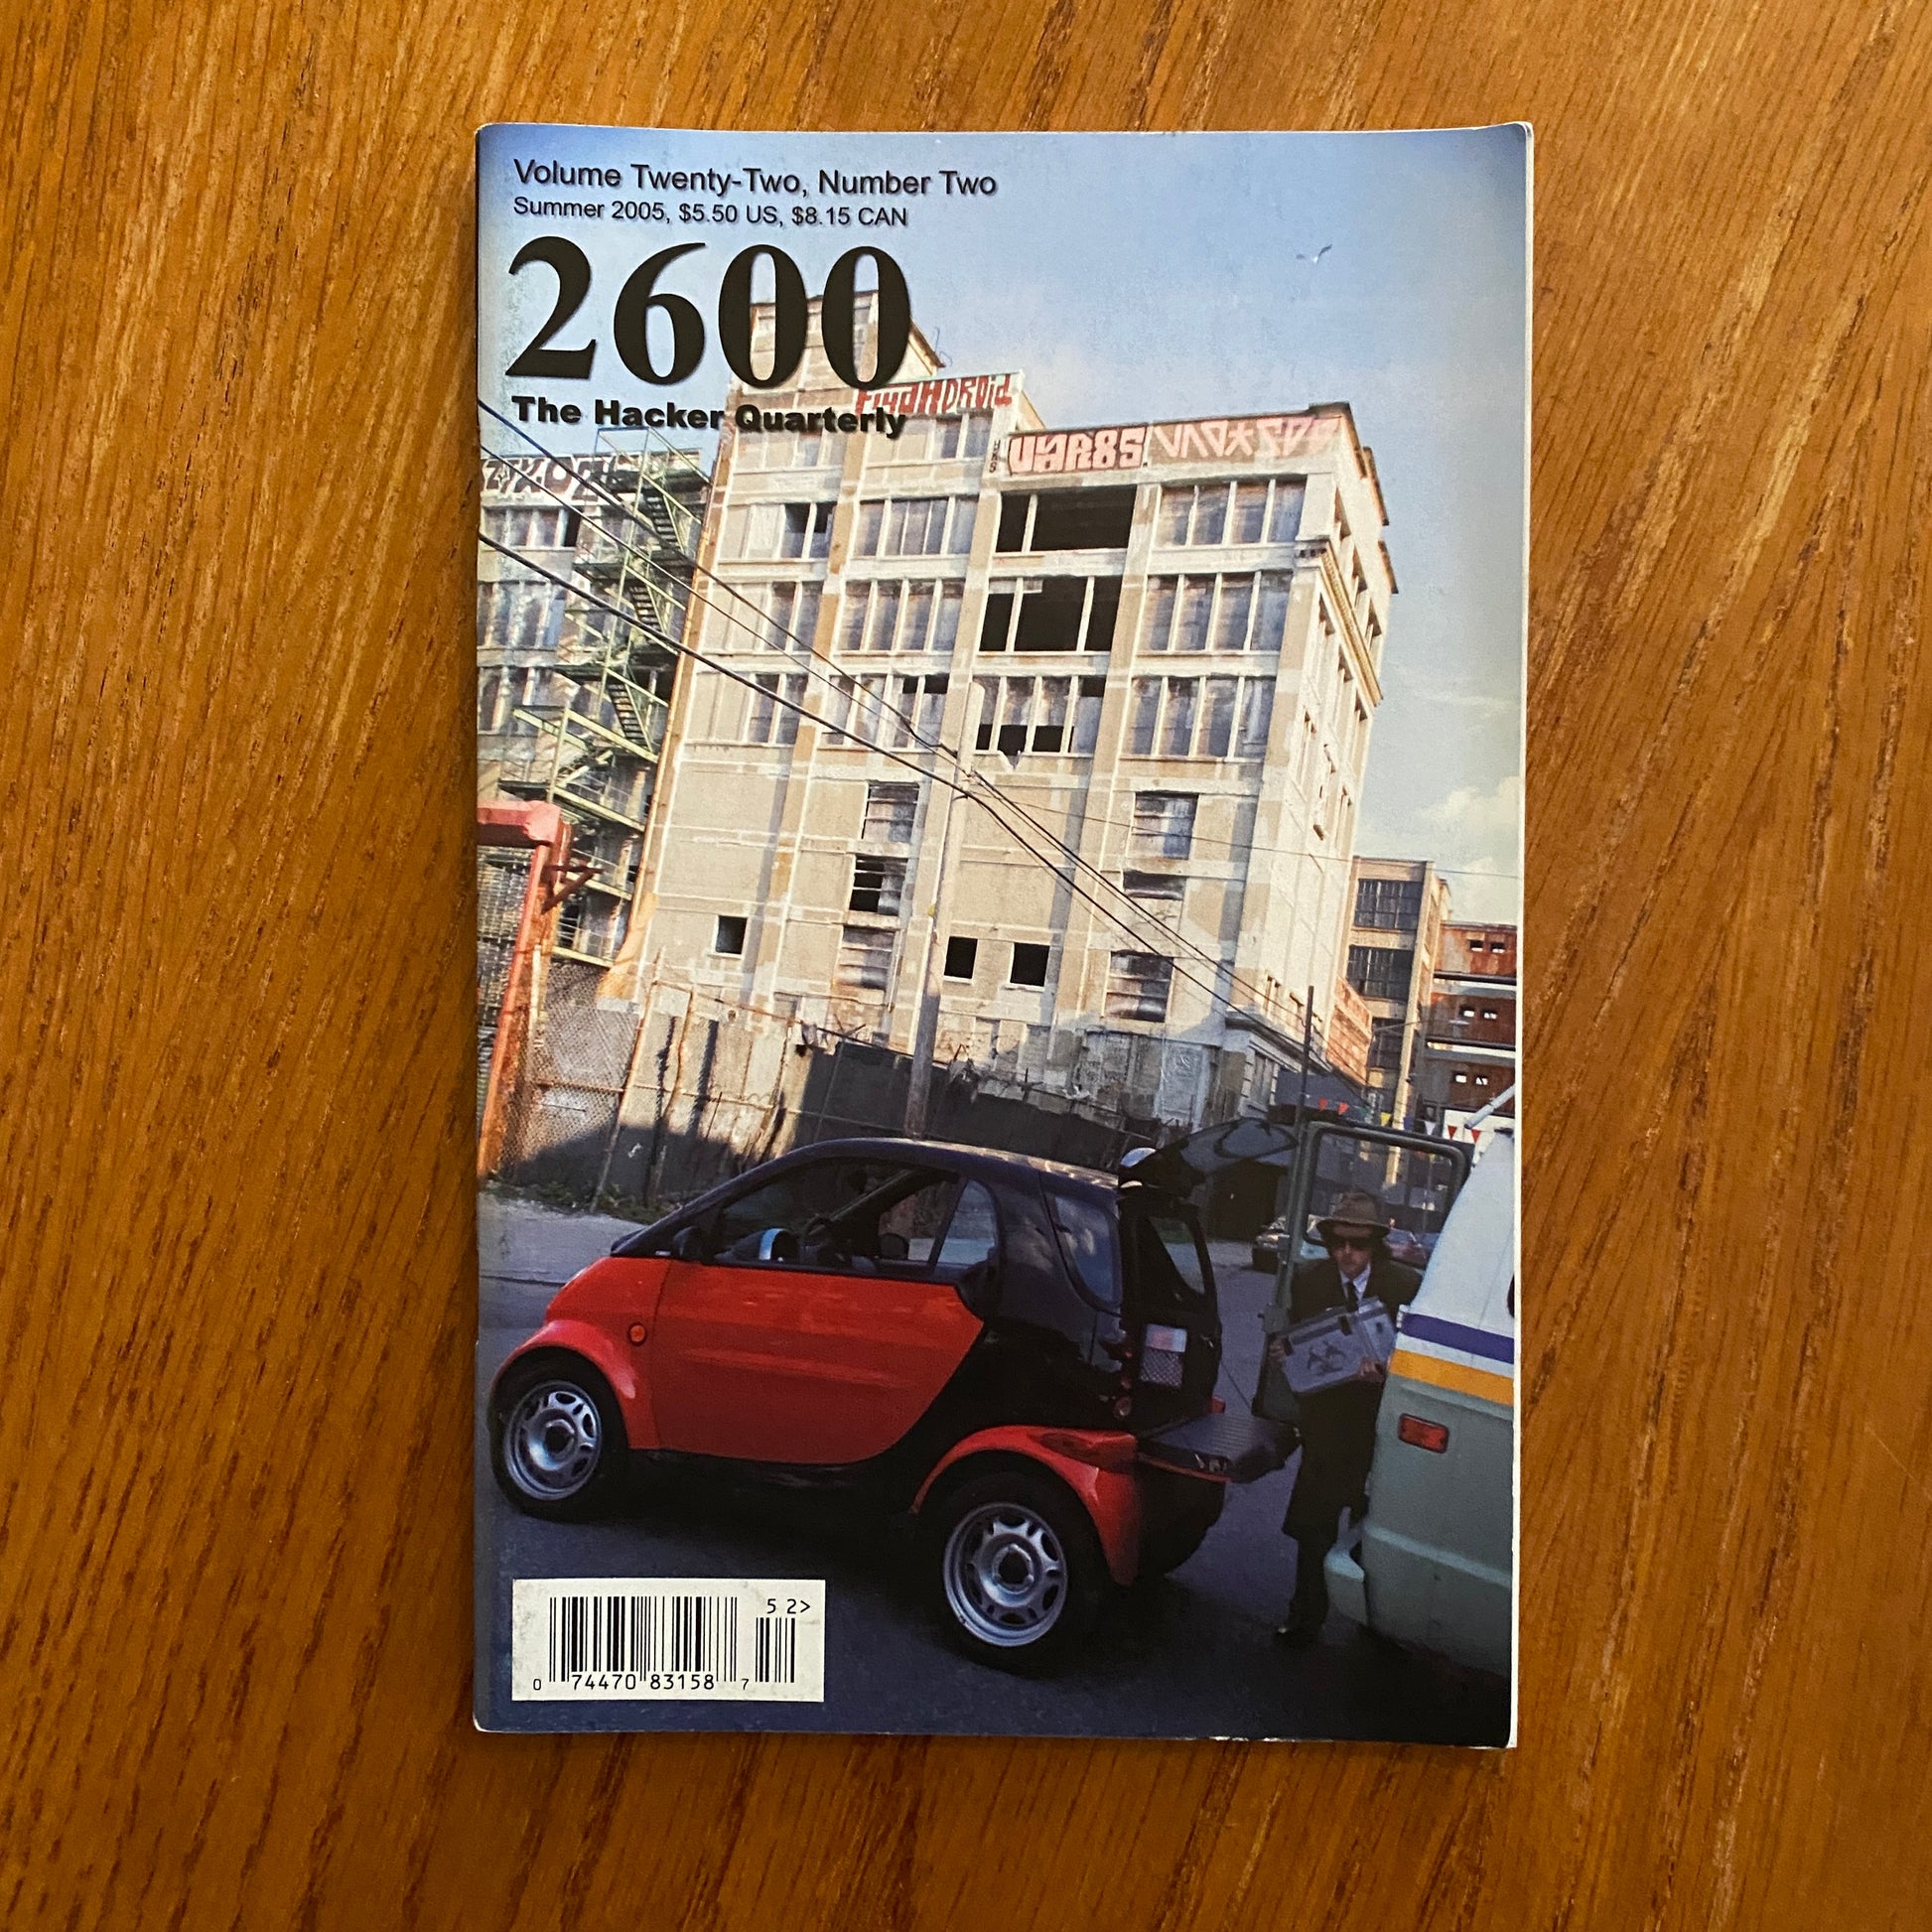 Volume Twenty-Two, Number Two
Summer 2005, $5.50 US, $8.15 CAN
2600
The Hacker Quarterly
UAR85.
5 2>
0 74470 83158 7